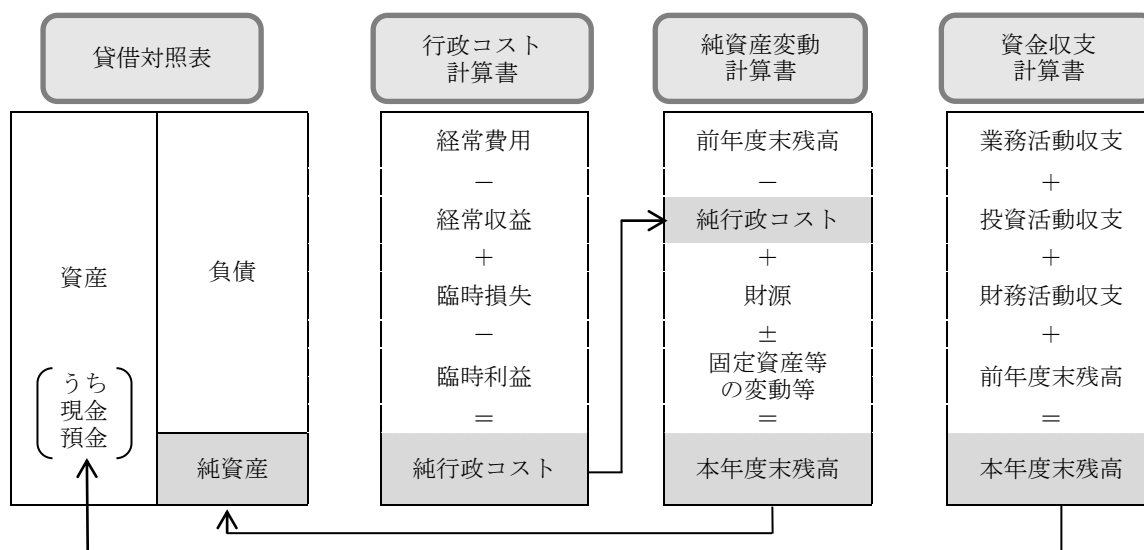 貸借対照表
資産
うち
現金
預金
負債
純資産
行政コスト
計算書
経常費用
－
経常収益
＋
臨時損失
－
臨時利益
＝
純行政コスト
純資産変動
計算書
前年度末残高
－
純行政コスト
＋
財源
±
固定資産等
の変動等
＝
本年度末残高
資金収支
計算書
業務活動収支
＋
投資活動収支
＋
財務活動収支
＋
前年度末残高
＝
本年度末残高